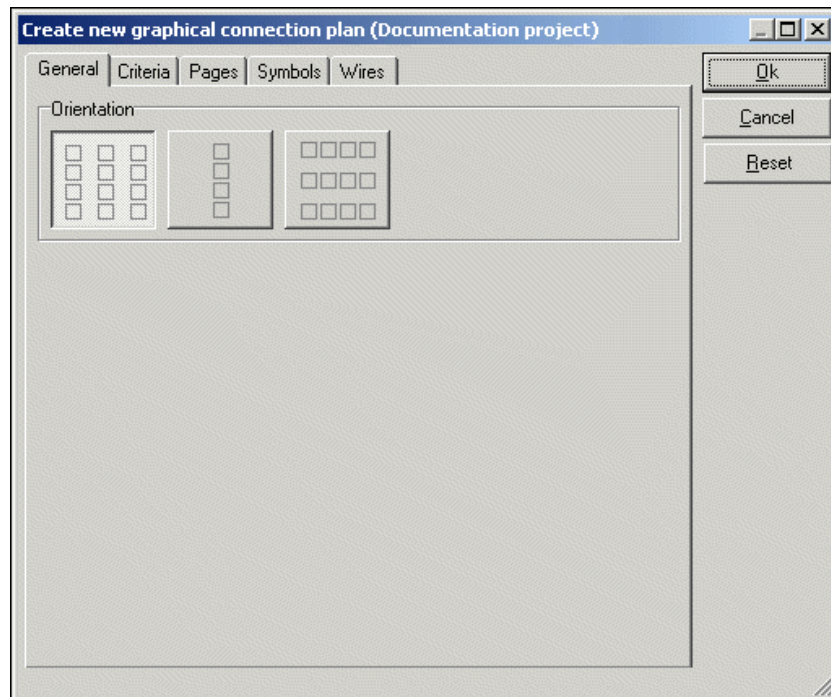 Create new graphical connection plan (Documentation project)
General Criteria Pages Symbols Wires
Ok
Orientation
Cancel
Reset